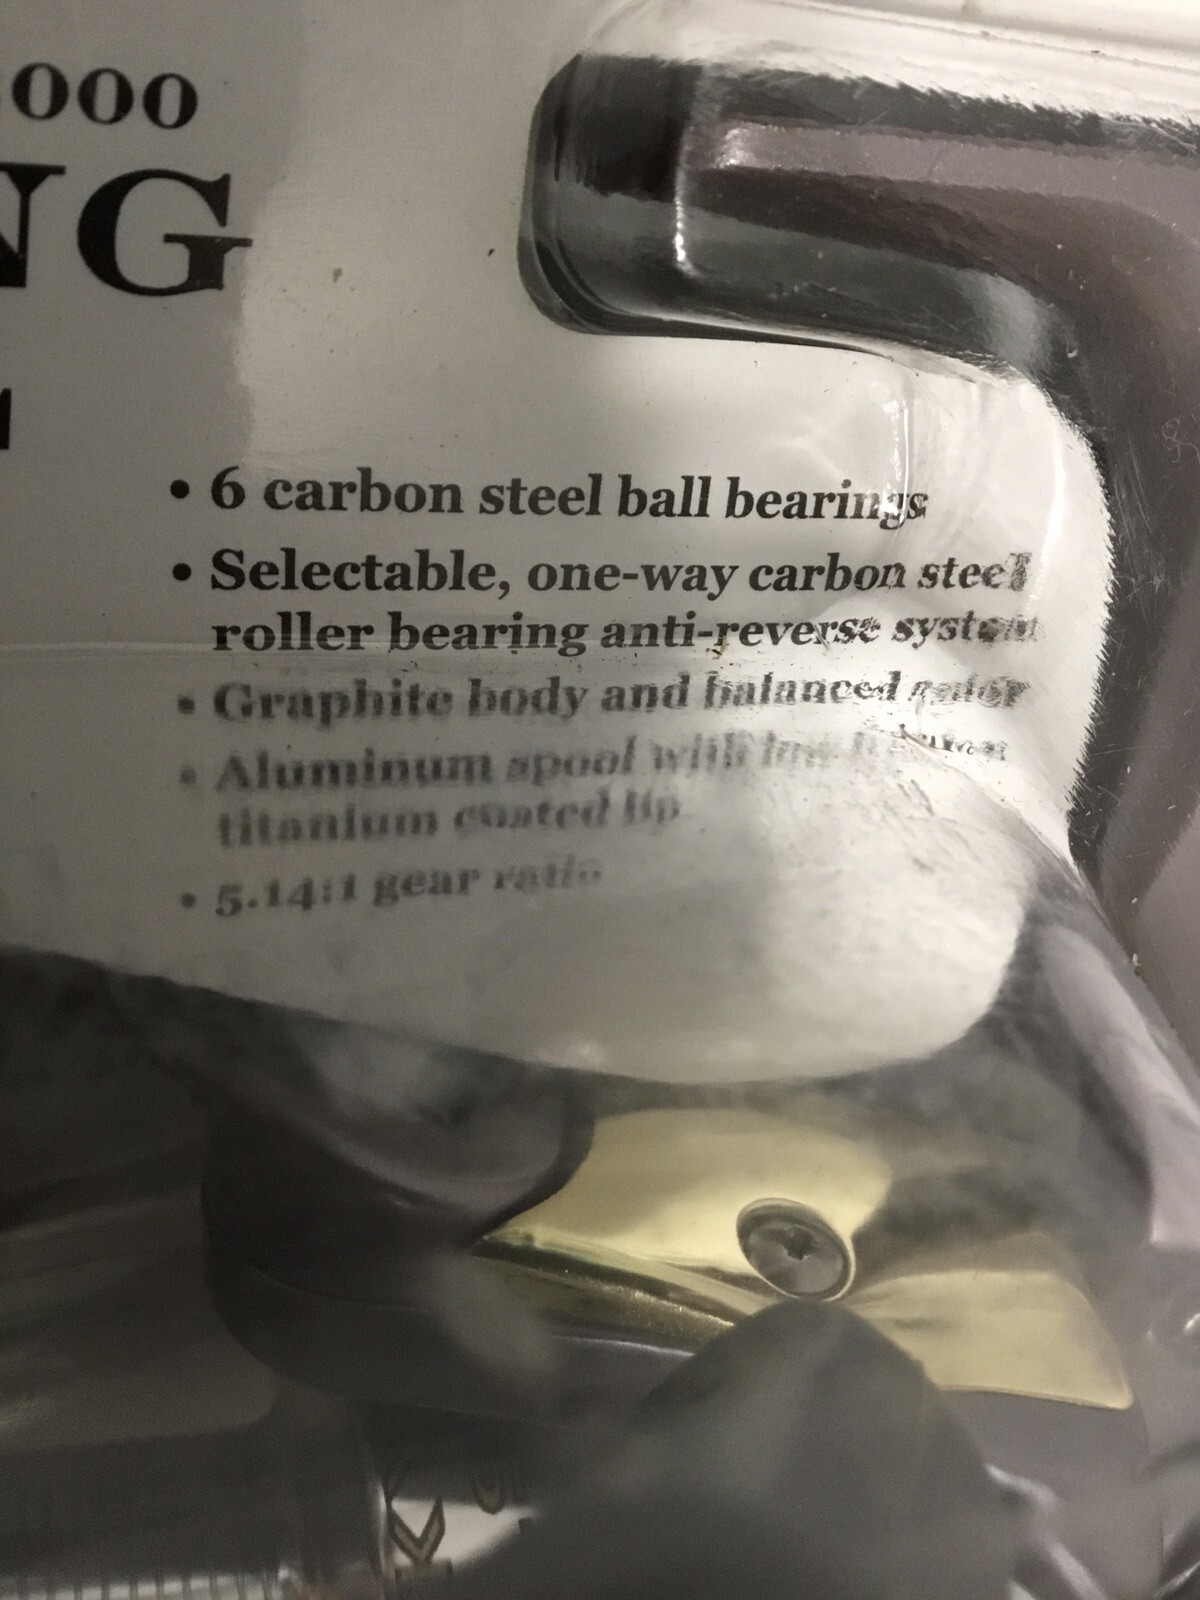 000
NG
• 6 carbon steel ball bearings
• Selectable, one-way carbon steel
roller bearing anti-reverse system
• Graphite body and balanced rotor
• Aluminum spool with
titanium coated lip
• 5.14:1 gear ratio